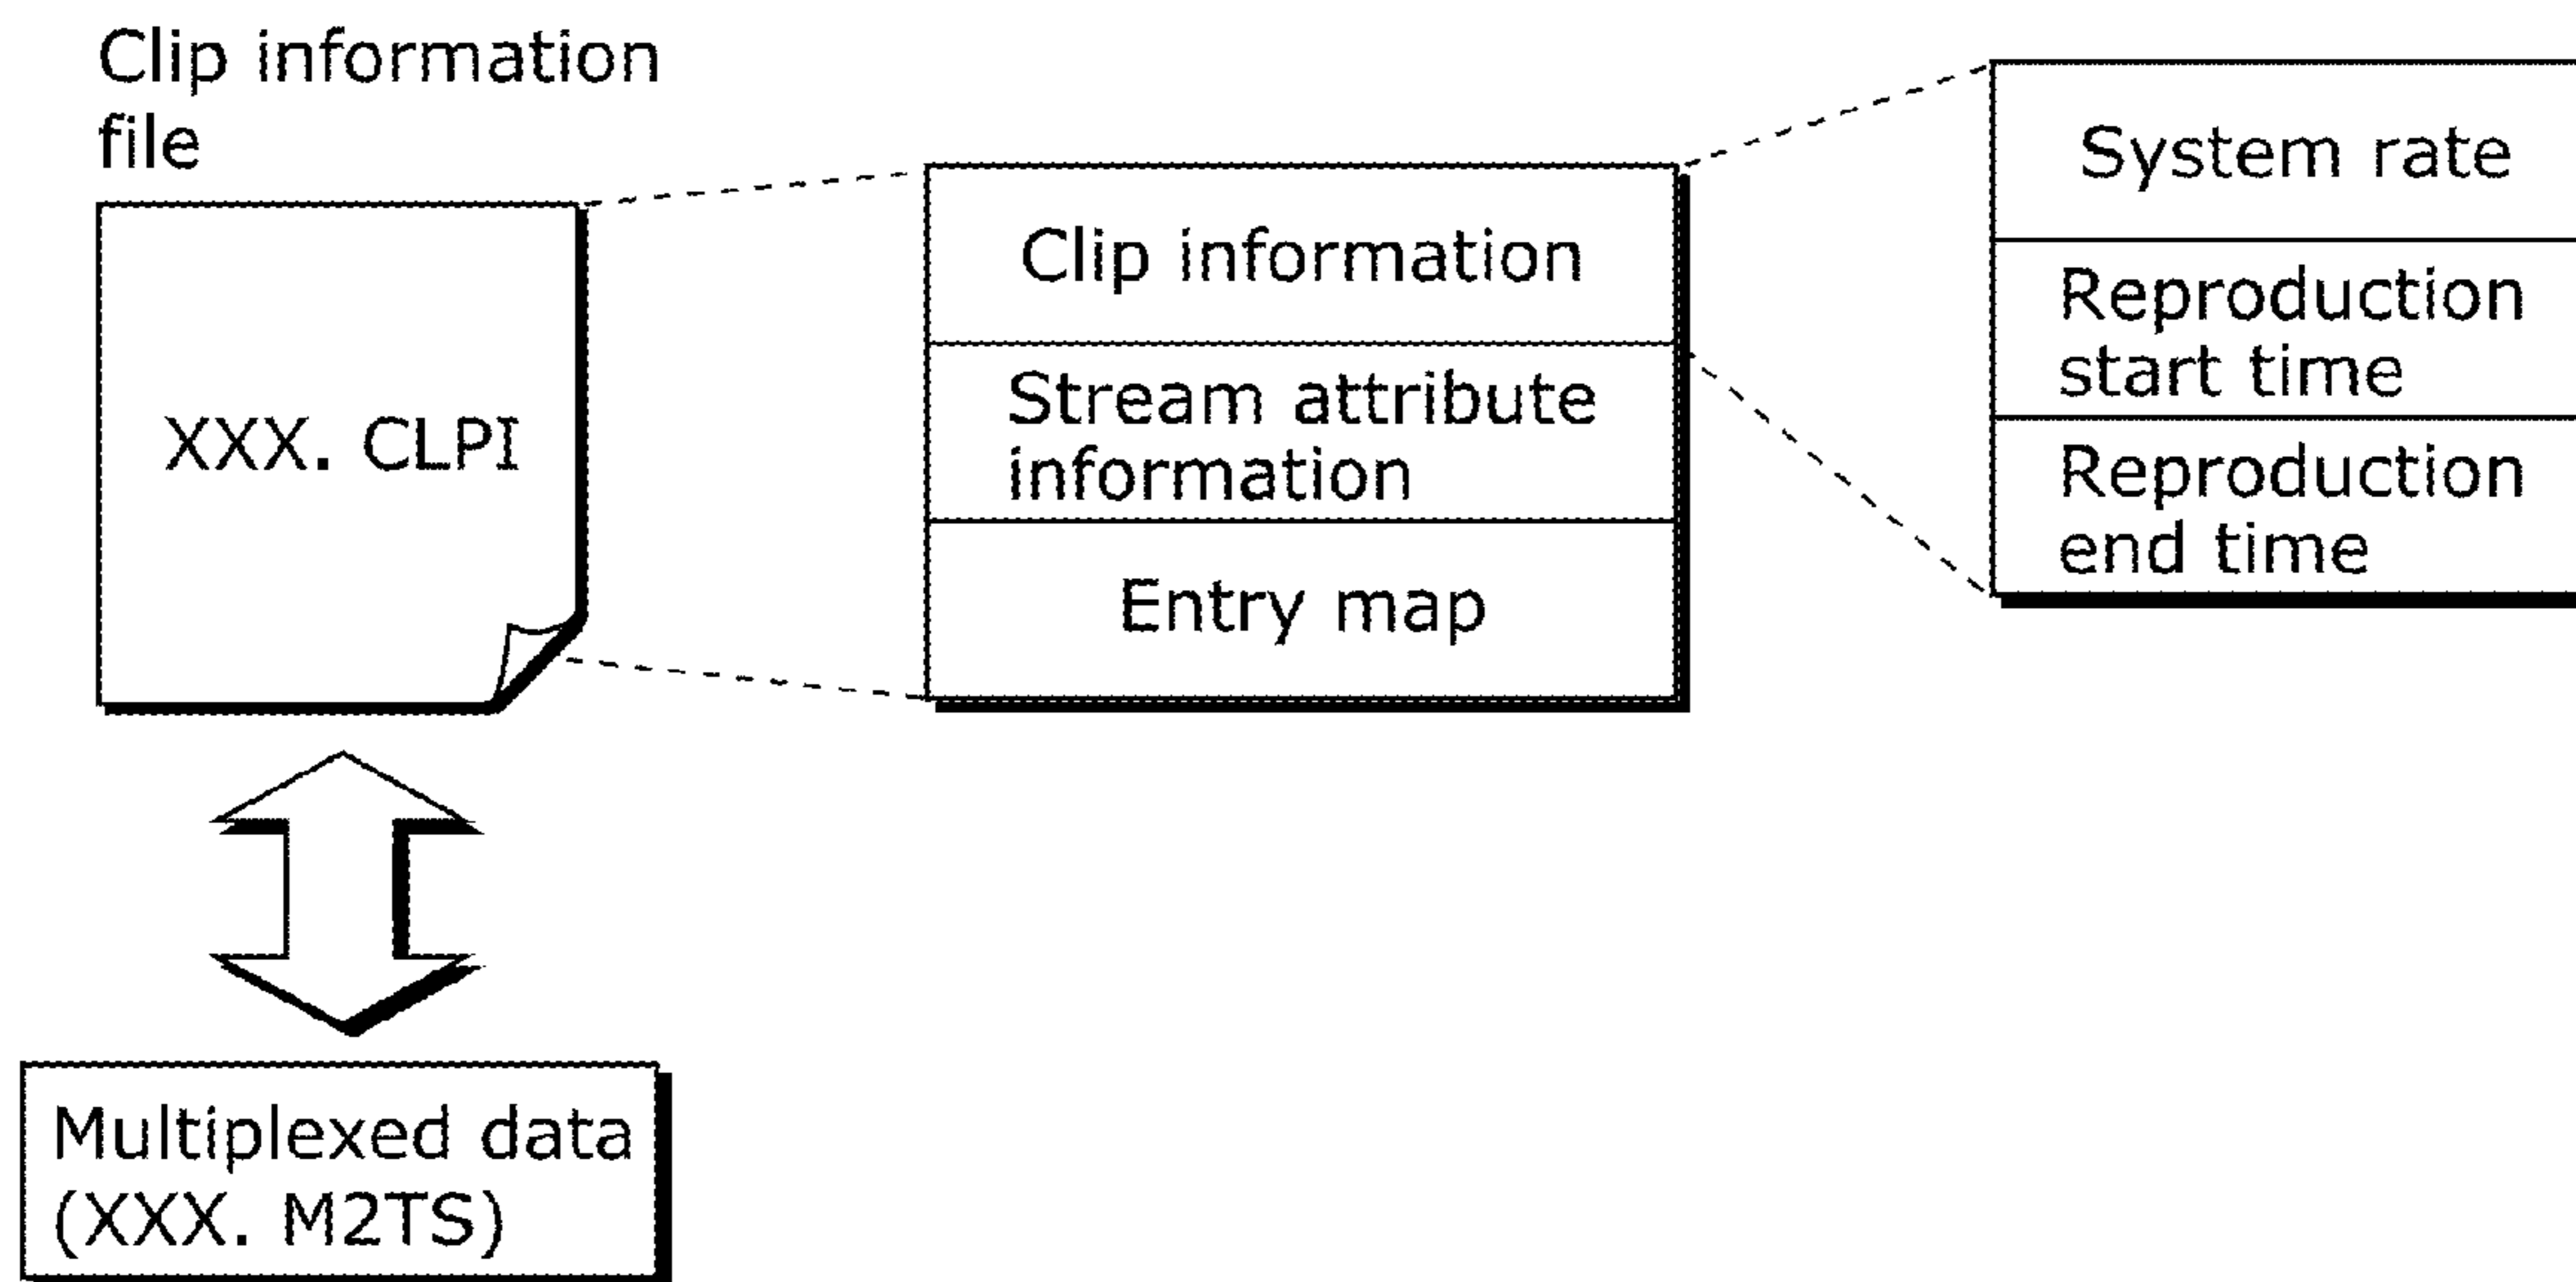 Clip information
file
XXX. CLPI
Clip information
Stream attribute
information
Entry map
System rate
Reproduction
start time
Reproduction
end time
Multiplexed data
(XXX. M2TS)